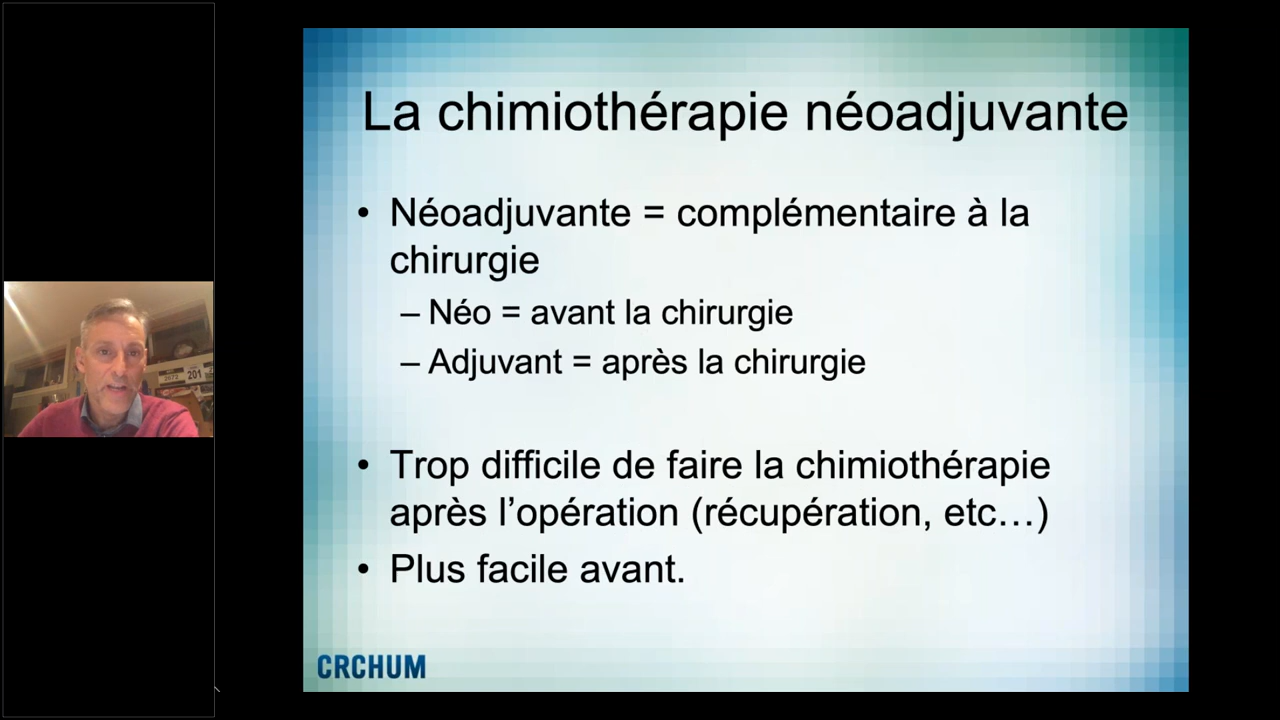 La chimiothérapie néoadjuvante
• Néoadjuvante = complémentaire à la
chirurgie
– Néo = avant la chirurgie
– Adjuvant = après la chirurgie
• Trop difficile de faire la chimiothérapie
après l’opération (récupération, etc…)
• Plus facile avant.
CRCHUM
201